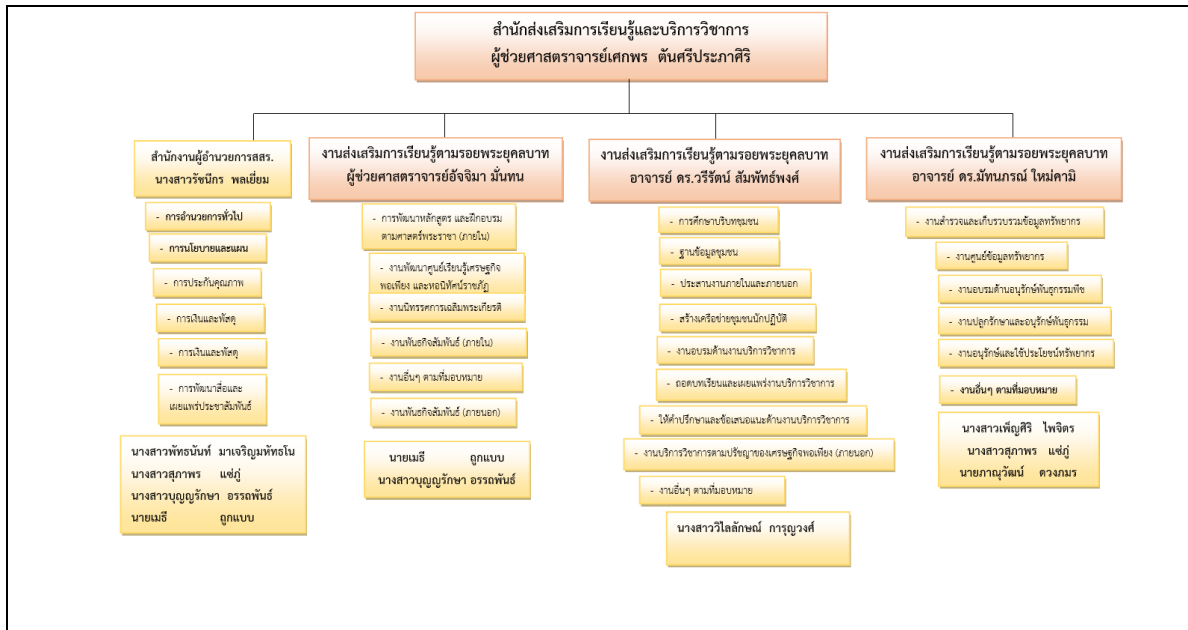 สำนักส่งเสริมการเรียนรู้และบริการวิชาการ
ผู้ช่วยศาสตราจารย์เศกพร ตันศรีประภาศิริ
สำนักงานผู้อำนวยการสสร.
นางสาวรัชนีกร พลเยี่ยม
- การอำนวยการทั่วไป
- การนโยบายและแผน
- การประกันคุณภาพ
- การเงินและพัสดุ
- การเงินและพัสดุ
- การพัฒนาสื่อและ
เผยแพร่ประชาสัมพันธ์
นางสาวพัทธนันท์ มาเจริญมหัทธโน
นางสาวสุภาพร แซ่ภู่
นางสาวบุญญรักษา อรรถพันธ์
นายเมธี ถูกแบบ
งานส่งเสริมการเรียนรู้ตามรอยพระยุคลบาท
ผู้ช่วยศาสตราจารย์อัจจิมา มั่นทน
- การพัฒนาหลักสูตร และฝึกอบรม
ตามศาสตร์พระราชา (ภายใน)
- งานพัฒนาศูนย์เรียนรู้เศรษฐกิจ
พอเพียง และหอนิทัศน์ราชภัฏ
- งานนิทรรศการเฉลิมพระเกียรติ
- งานพันธกิจสัมพันธ์ (ภายใน)
- งานอื่นๆ ตามที่มอบหมาย
- งานพันธกิจสัมพันธ์ (ภายนอก)
นายเมธี ถูกแบบ
นางสาวบุญญรักษา อรรถพันธ์
งานส่งเสริมการเรียนรู้ตามรอยพระยุคลบาท
อาจารย์ ดร.วรีรัตน์ สัมพัทธ์พงศ์
- การศึกษาบริบทชุมชน
- ฐานข้อมูลชุมชน
- ประสานงานภายในและภายนอก
- สร้างเครือข่ายชุมชนนักปฏิบัติ
- งานอบรมด้านงานบริการวิชาการ
- ถอดบทเรียนและเผยแพร่งานบริการวิชาการ
- ให้คำปรึกษาและข้อเสนอแนะด้านงานบริการวิชาการ
- งานบริการวิชาการตามปรัชญาของเศรษฐกิจพอเพียง (ภายนอก)
- งานอื่นๆ ตามที่มอบหมาย
นางสาววิไลลักษณ์ การุญวงศ์
งานส่งเสริมการเรียนรู้ตามรอยพระยุคลบาท
อาจารย์ ดร.มัทนภรณ์ ใหม่คามิ
- งานสำรวจและเก็บรวบรวมข้อมูลทรัพยากร
- งานศูนย์ข้อมูลทรัพยากร
- งานอบรมด้านอนุรักษ์พันธุกรรมพืช
- งานปลูกรักษาและอนุรักษ์พันธุกรรม
- งานอนุรักษ์และใช้ประโยชน์ทรัพยากร
- งานอื่นๆ ตามที่มอบหมาย
นางสาวเพ็ญศิริ ไพจิตร
นางสาวสุภาพร แซ่ภู่
นายภาณุวัฒน์ ดวงภมร